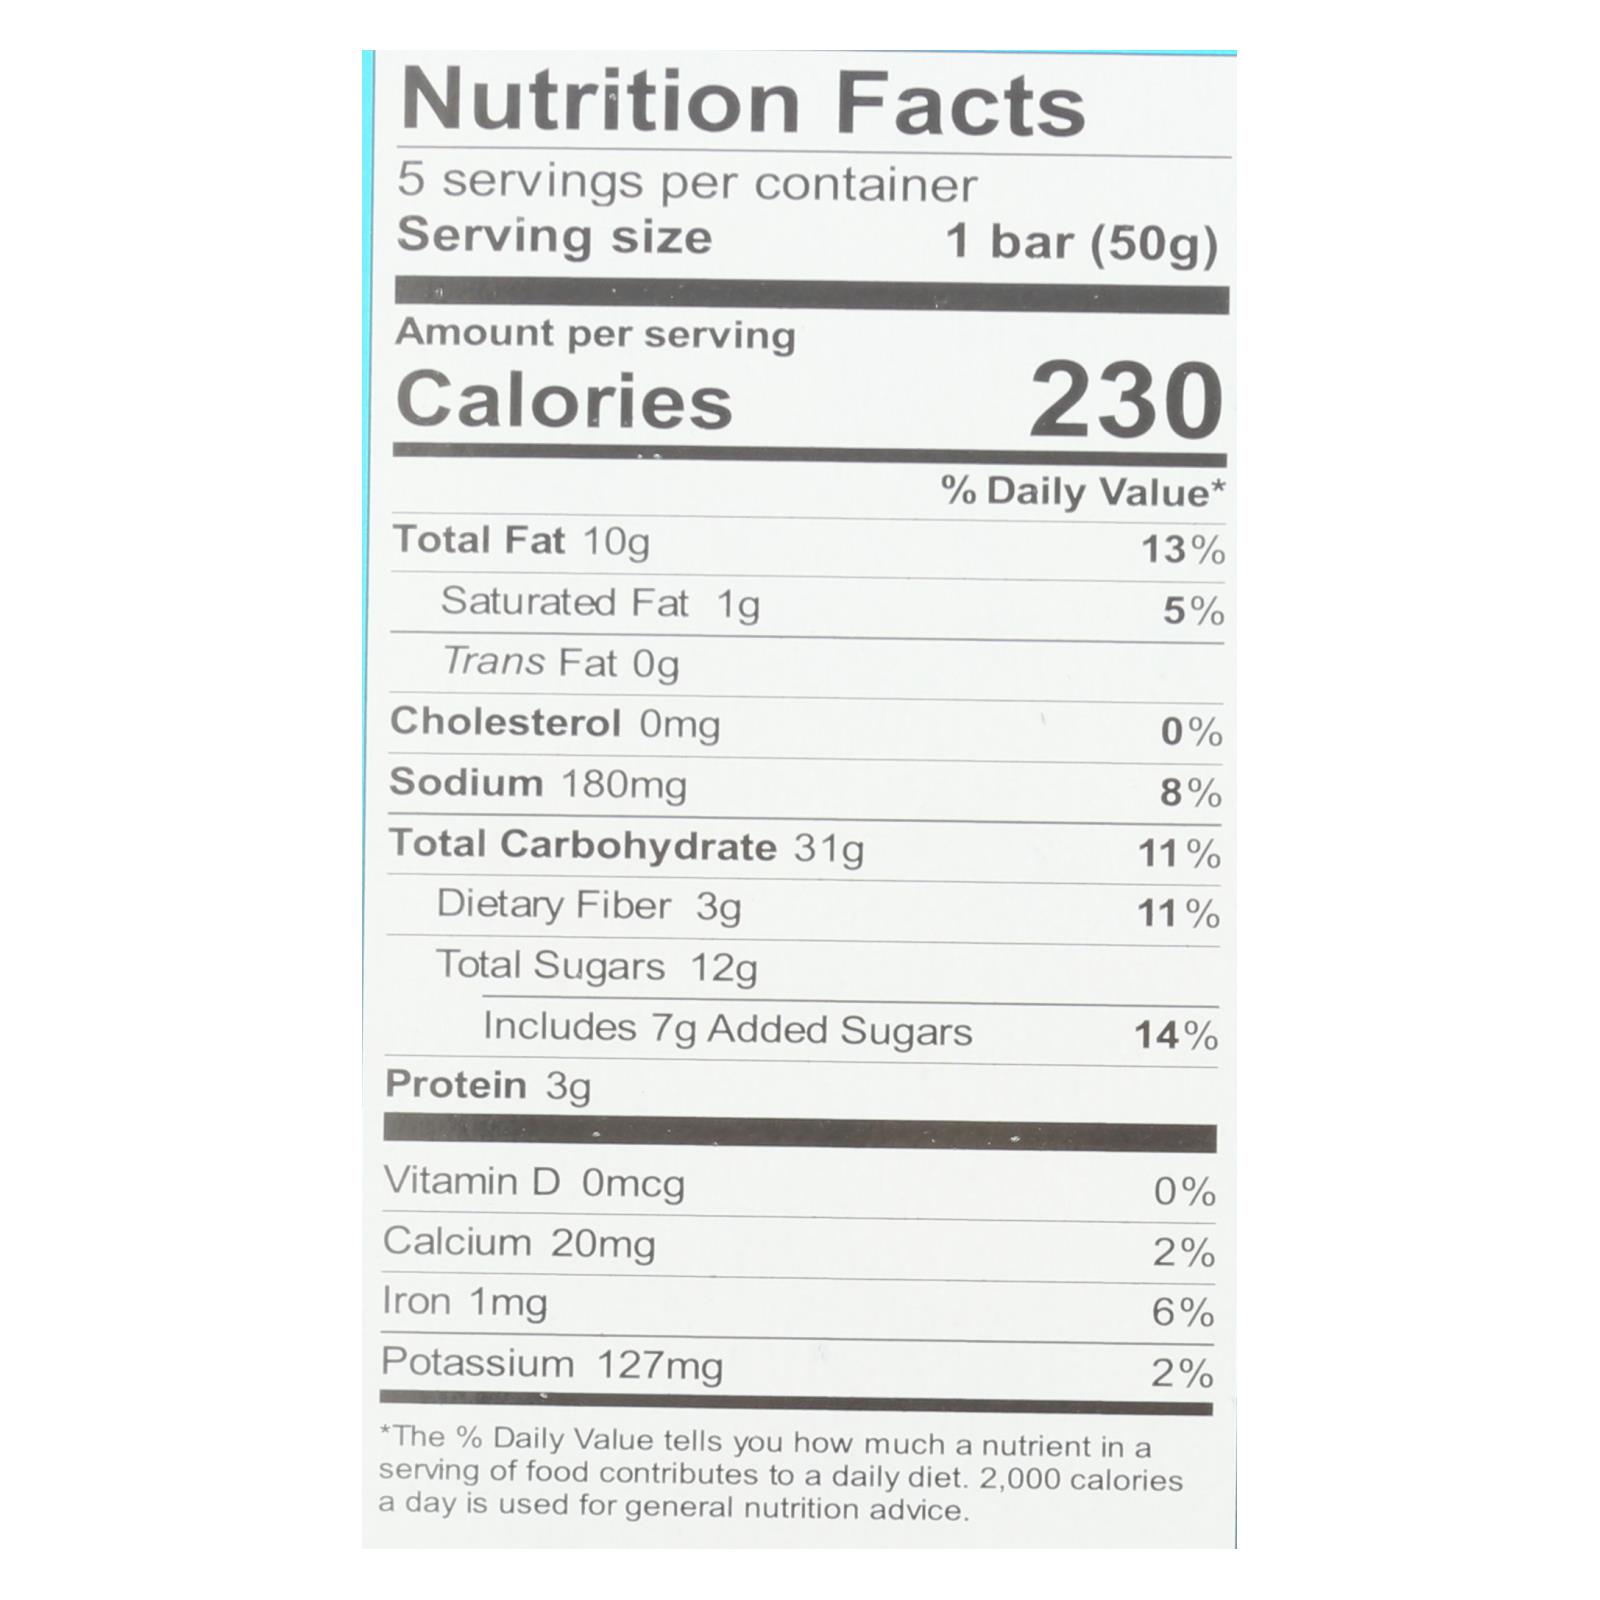 Nutrition Facts
5 servings per container
Serving size 1 bar (50g)
Amount per serving
Calories 230
% Daily Value*
Total Fat 10g 13%
Saturated Fat 1g 5%
Trans Fat 0g
Cholesterol 0mg 0%
Sodium 180mg 8%
Total Carbohydrate 31g 11%
Dietary Fiber 3g 11%
Total Sugars 12g
Includes 7g Added Sugars 14%
Protein 3g
Vitamin D 0mcg 0%
Calcium 20mg 2%
Iron 1mg 6%
Potassium 127mg 2%
*The % Daily Value tells you how much a nutrient in a
serving of food contributes to a daily diet. 2,000 calories
a day is used for general nutrition advice.